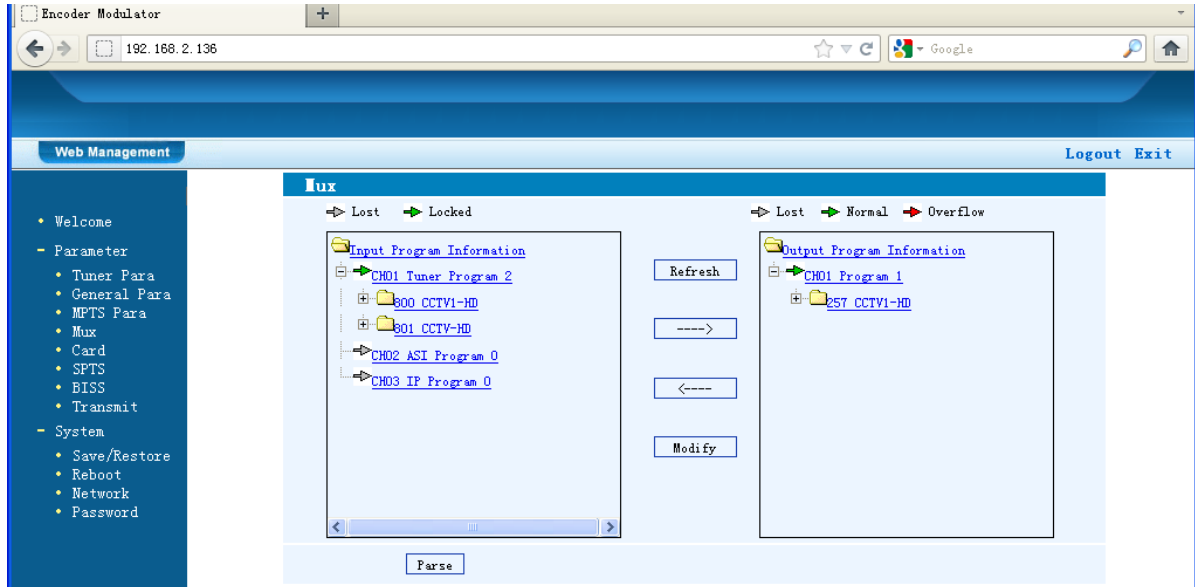 Encoder Modulator
192.168.2.136
Google
Web Management
Logout Exit
Mux
Lost Locked
Lost Normal Overflow
Welcome
Parameter
Tuner Para
General Para
MPTS Para
Mux
Card
SPTS
BISS
Transmit
System
Save/Restore
Reboot
Network
Password
Input Program Information
CH01 Tuner Program 2
800 CCTV1-HD
801 CCTV-HD
CH02 ASI Program 0
CH03 IP Program 0
Refresh
---->
<----
Modify
Output Program Information
CH01 Program 1
257 CCTV1-HD
Parse